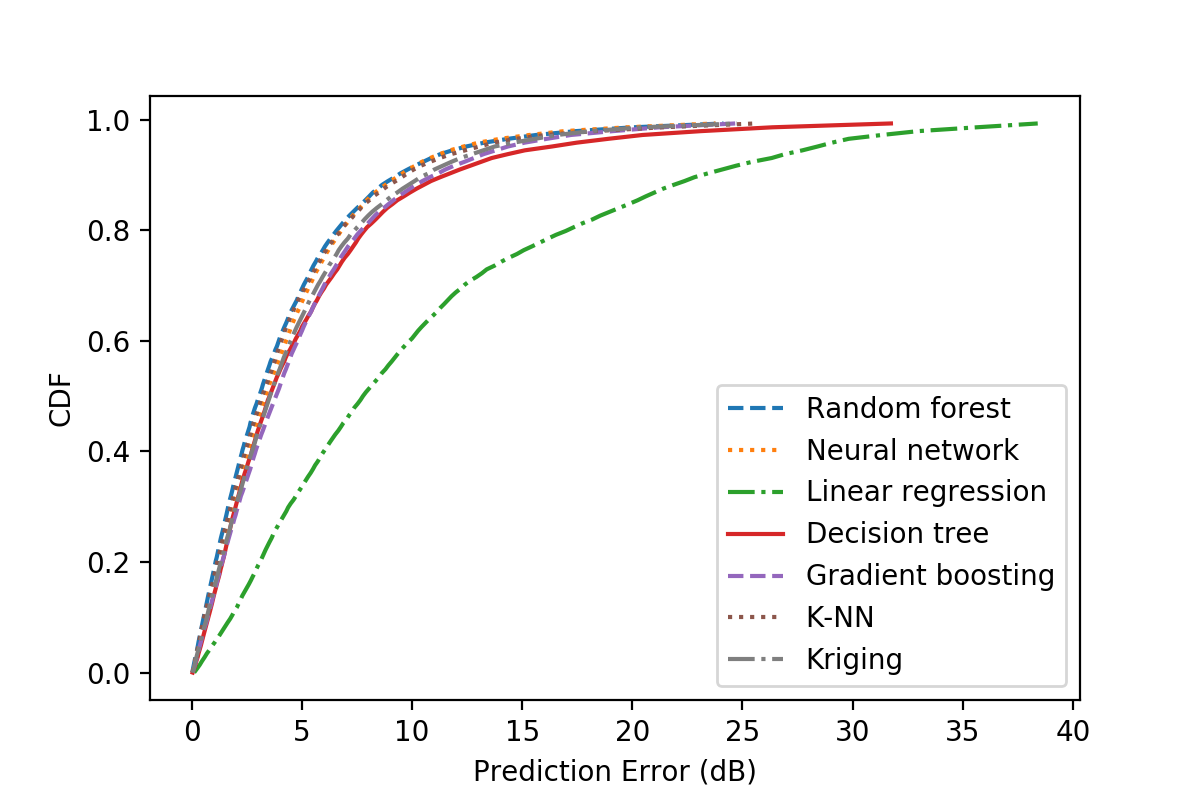 1.0
0.8
0.6
0.4
0.2
0.0
CDF
Random forest
Neural network
Linear regression
Decision tree
Gradient boosting
K-NN
Kriging
0 5 10 15 20 25 30 35 40
Prediction Error (dB)